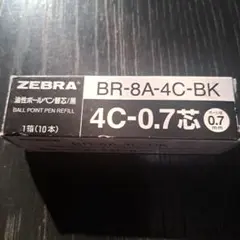 ZEBRA
油性ボールペン替芯/黒
BALL POINT PEN REFILL
1箱(10本)
BR-8A-4C-BK
4C-0.7芯
0.7
mm